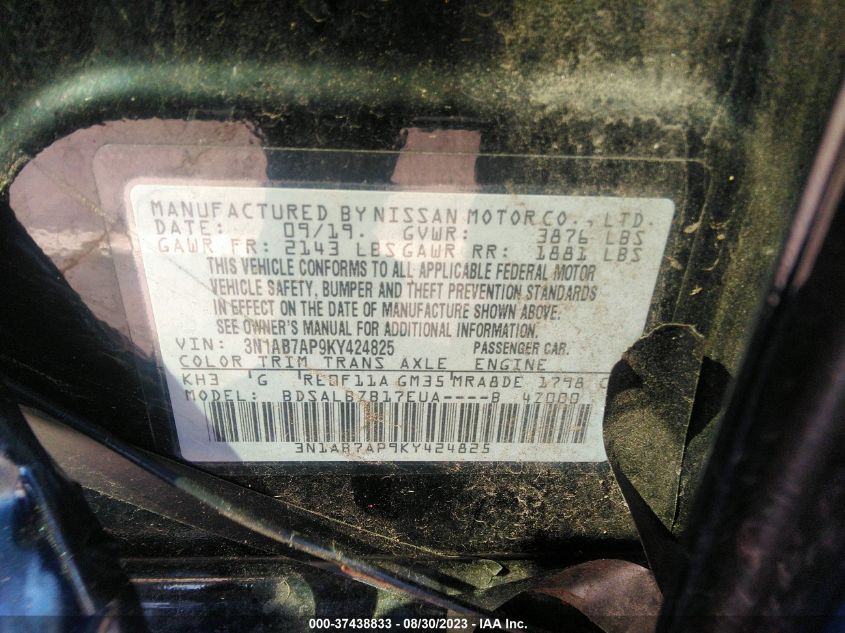 MANUFACTURED BY NISSAN MOTOR CO., LTD.
DATE: 09/19. GVWR: 3876 LBS
GAWR FR: 2143 LBS GAWR RR: 1881 LBS
THIS VEHICLE CONFORMS TO ALL APPLICABLE FEDERAL MOTOR
VEHICLE SAFETY, BUMPER AND THEFT PREVENTION STANDARDS
IN EFFECT ON THE DATE OF MANUFACTURE SHOWN ABOVE.
SEE OWNER'S MANUAL FOR ADDITIONAL INFORMATION.
VIN: 3N1AB7AP9KY424825 PASSENGER CAR.
COLOR TRIM TRANS AXLE ENGINE
KH3 G RE0F11A GM35 MRA8DE 1798 C
MODEL: BDSALBZB17EUA----B 4Z000
3N1AB7AP9KY424825
000-37438833 - 08/30/2023 - IAA Inc.